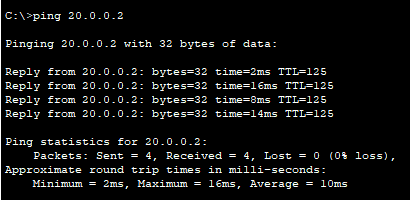 C:\>ping 20.0.0.2
Pinging 20.0.0.2 with 32 bytes of data:
Reply from 20.0.0.2: bytes=32 time=2ms TTL=125
Reply from 20.0.0.2: bytes=32 time=16ms TTL=125
Reply from 20.0.0.2: bytes=32 time=8ms TTL=125
Reply from 20.0.0.2: bytes=32 time=14ms TTL=125
Ping statistics for 20.0.0.2:
Packets: Sent = 4, Received = 4, Lost = 0 (0% loss),
Approximate round trip times in milli-seconds:
Minimum = 2ms, Maximum = 16ms, Average = 10ms